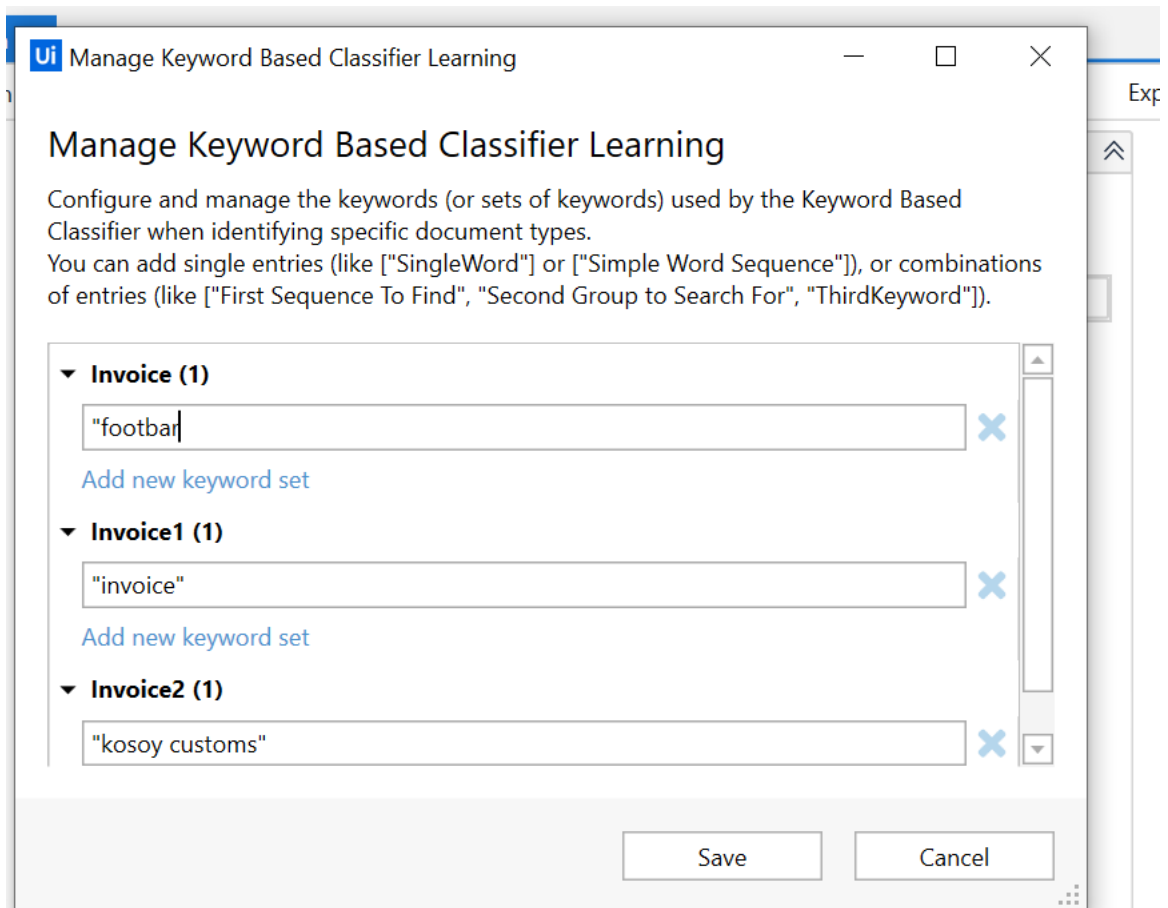 Ui Manage Keyword Based Classifier Learning
Exp
Manage Keyword Based Classifier Learning
Configure and manage the keywords (or sets of keywords) used by the Keyword Based
Classifier when identifying specific document types.
You can add single entries (like ["SingleWord"] or ["Simple Word Sequence"]), or combinations
of entries (like ["First Sequence To Find", "Second Group to Search For", "ThirdKeyword"]).
Invoice (1)
"footbar
Add new keyword set
Invoice1 (1)
"invoice"
Add new keyword set
Invoice2 (1)
"kosoy customs"
Save Cancel